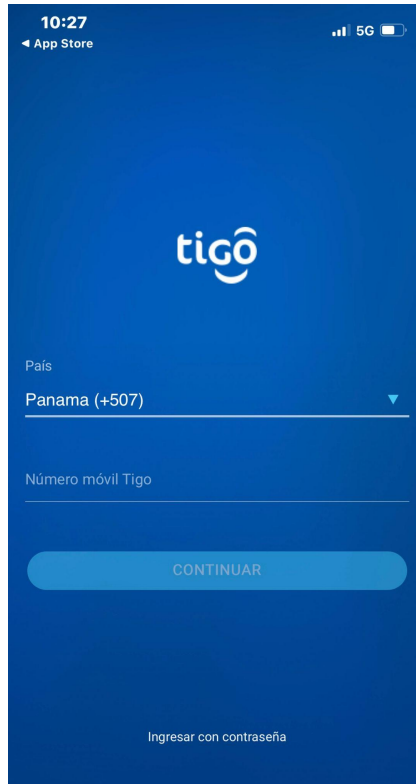 10:27
5G
◀ App Store
tigo
País
Panama (+507)
Número móvil Tigo
CONTINUAR
Ingresar con contraseña